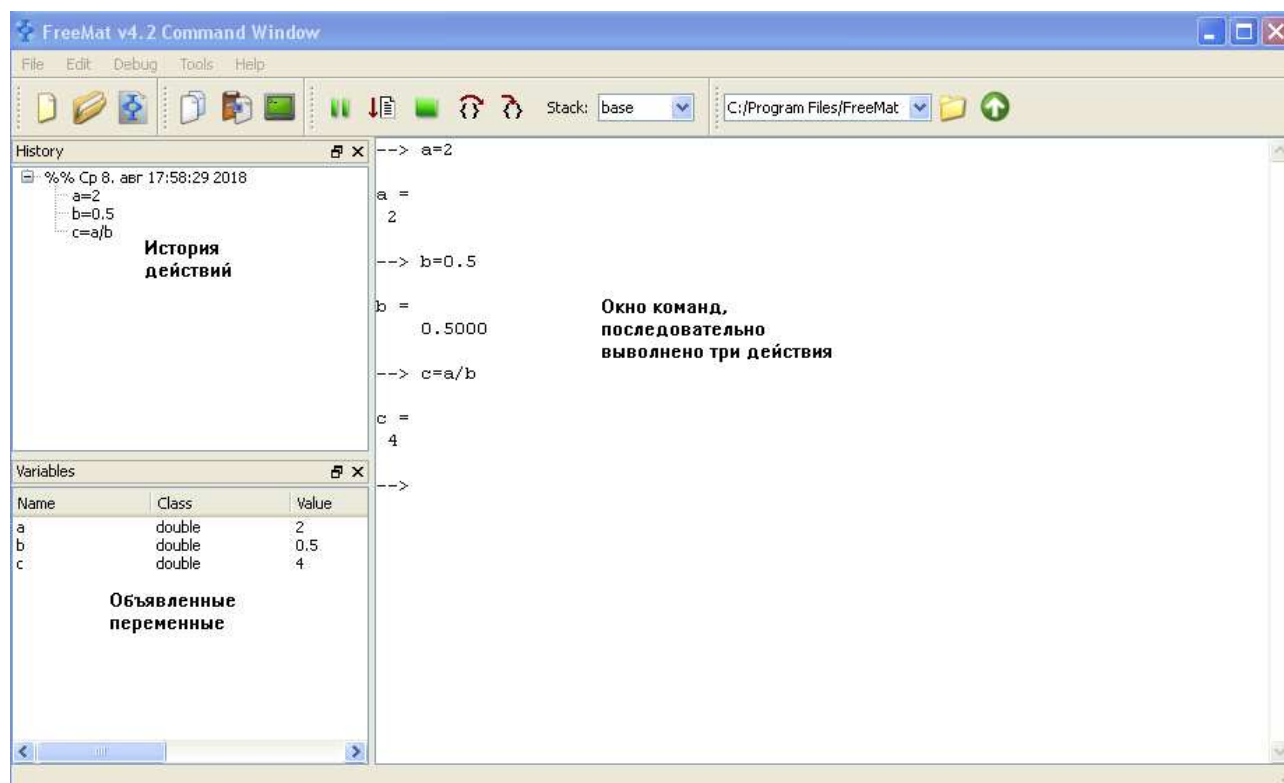 FreeMat v4.2 Command Window
File Edit Debug Tools Help
Stack: base C:/Program Files/FreeMat
History
%% Ср 8. авг 17:58:29 2018
a=2
b=0.5
c=a/b
История
действий
Variables
Name Class Value
a double 2
b double 0.5
c double 4
Объявленные
переменные
--> a=2
a =
2
--> b=0.5
b =
0.5000
--> c=a/b
c =
4
-->
Окно команд,
последовательно
выволнено три действия